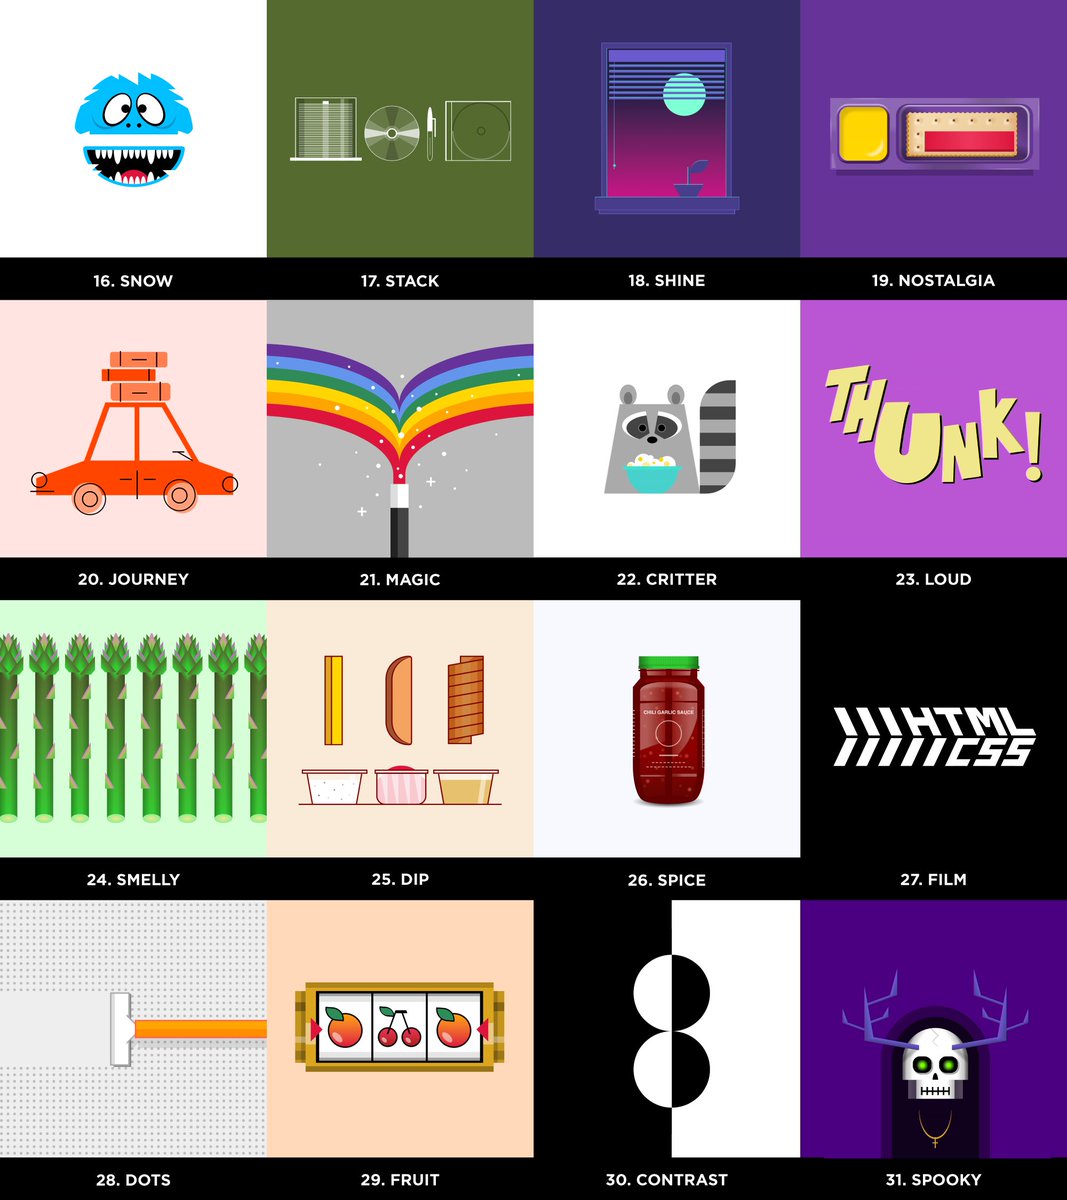 16. SNOW
17. STACK
18. SHINE
19. NOSTALGIA
THUNK!
20. JOURNEY
21. MAGIC
22. CRITTER
23. LOUD
CHILI GARLIC SAUCE
HTML
CSS
24. SMELLY
25. DIP
26. SPICE
27. FILM
28. DOTS
29. FRUIT
30. CONTRAST
31. SPOOKY